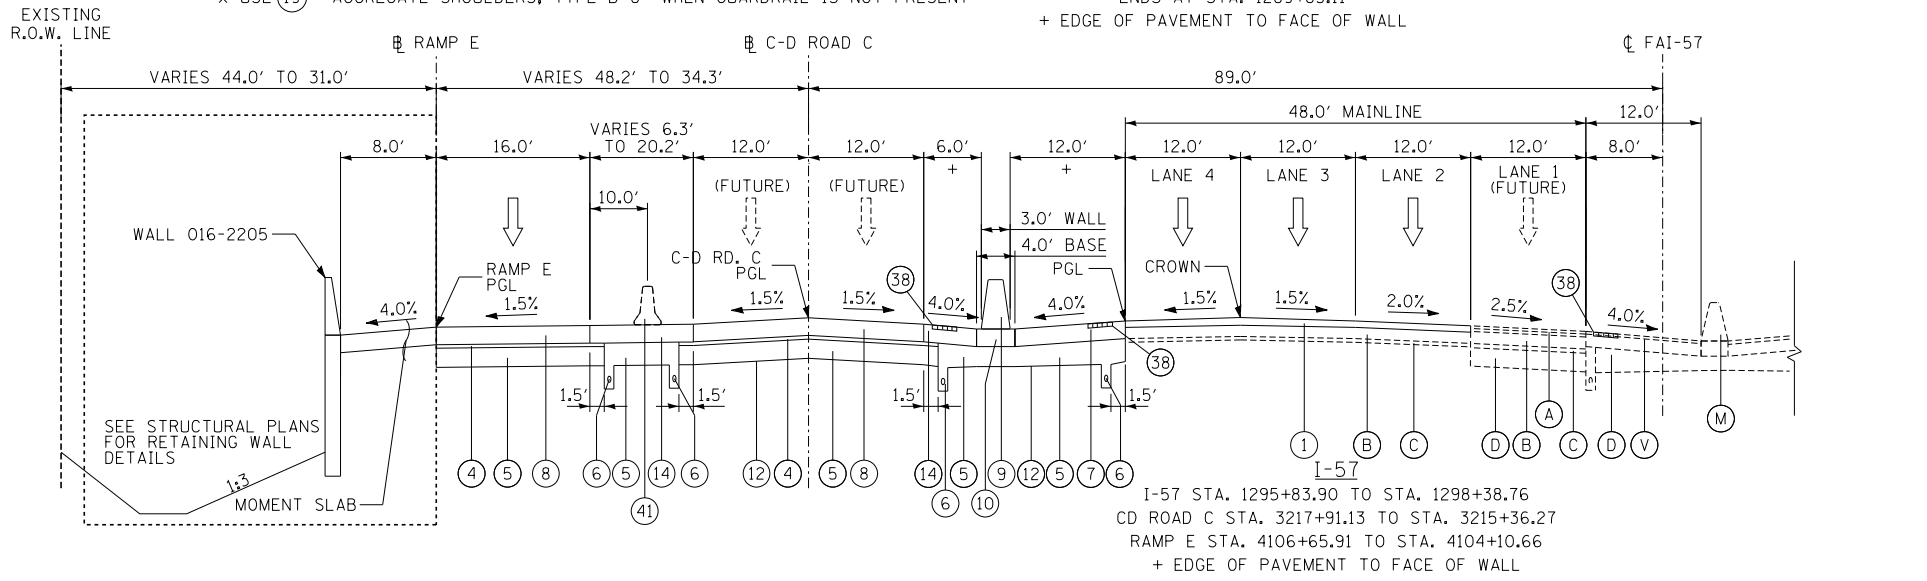 EXISTING
R.O.W. LINE
+ EDGE OF PAVEMENT TO FACE OF WALL
℄ RAMP E
℄ C-D ROAD C
℄ FAI-57
VARIES 44.0' TO 31.0'
VARIES 48.2' TO 34.3'
89.0'
48.0' MAINLINE
12.0'
VARIES 6.3'
TO 20.2'
8.0'
16.0'
12.0'
12.0'
6.0'
+
12.0'
+
12.0'
12.0'
12.0'
12.0'
8.0'
(FUTURE)
(FUTURE)
LANE 4
LANE 3
LANE 2
LANE 1
(FUTURE)
10.0'
3.0' WALL
4.0' BASE
WALL 016-2205
RAMP E
PGL
C-D RD. C
PGL
38
PGL
CROWN
38
4.0%
1.5%
1.5%
1.5%
4.0%
4.0%
1.5%
1.5%
2.0%
2.5%
4.0%
38
1.5'
1.5'
1.5'
1.5'
SEE STRUCTURAL PLANS
FOR RETAINING WALL
DETAILS
1:3
MOMENT SLAB
4 5 8 6 5 14 6 12 4 5 8 14 5 9 12 5 7 6
41 6 10
1 B C D B A C D V M
I-57
I-57 STA. 1295+83.90 TO STA. 1298+38.76
CD ROAD C STA. 3217+91.13 TO STA. 3215+36.27
RAMP E STA. 4106+65.91 TO STA. 4104+10.66
+ EDGE OF PAVEMENT TO FACE OF WALL